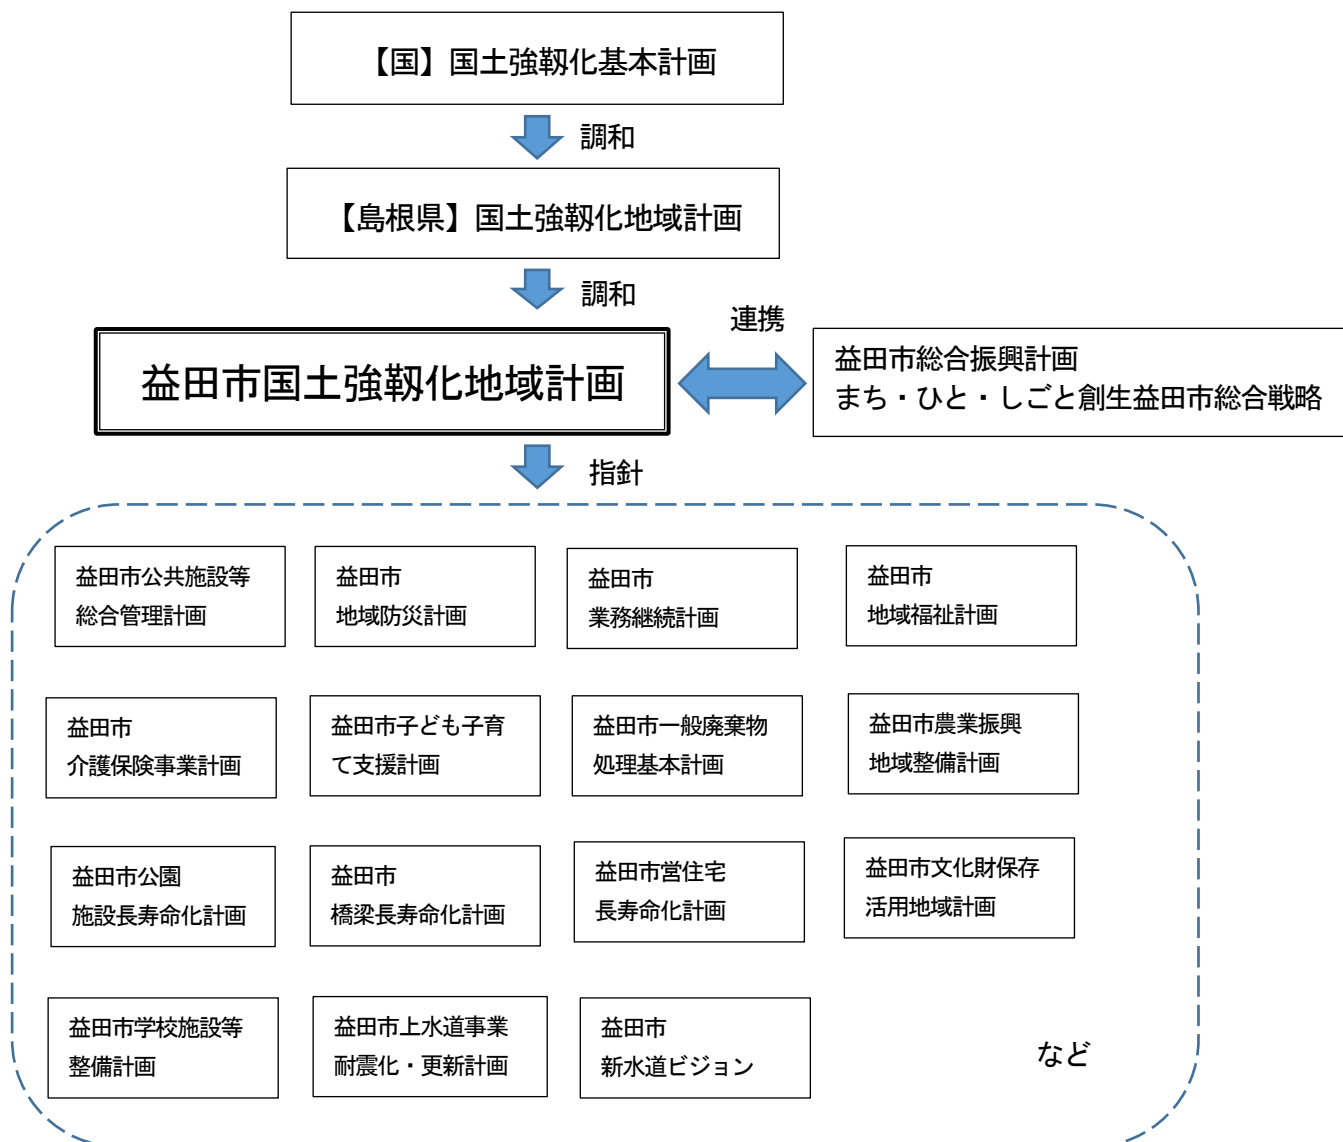 【国】国土強靱化基本計画
調和
【島根県】国土強靱化地域計画
調和
連携
益田市国土強靱化地域計画
益田市総合振興計画
まち・ひと・しごと創生益田市総合戦略
指針
益田市公共施設等
総合管理計画
益田市
地域防災計画
益田市
業務継続計画
益田市
地域福祉計画
益田市
介護保険事業計画
益田市子ども子育
て支援計画
益田市一般廃棄物
処理基本計画
益田市農業振興
地域整備計画
益田市公園
施設長寿命化計画
益田市
橋梁長寿命化計画
益田市営住宅
長寿命化計画
益田市文化財保存
活用地域計画
益田市学校施設等
整備計画
益田市上水道事業
耐震化・更新計画
益田市
新水道ビジョン
など